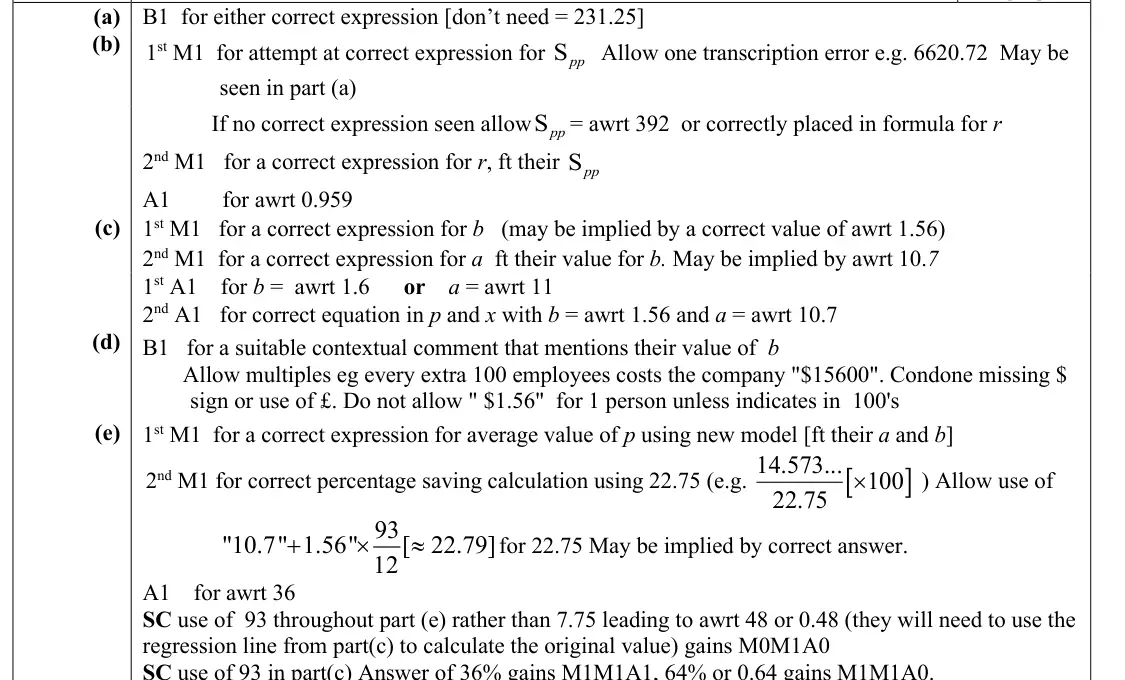 (a) B1 for either correct expression [don’t need = 231.25]
(b) 1st M1 for attempt at correct expression for Spp Allow one transcription error e.g. 6620.72 May be
seen in part (a)
If no correct expression seen allow Spp = awrt 392 or correctly placed in formula for r
2nd M1 for a correct expression for r, ft their Spp
A1 for awrt 0.959
(c) 1st M1 for a correct expression for b (may be implied by a correct value of awrt 1.56)
2nd M1 for a correct expression for a ft their value for b. May be implied by awrt 10.7
1st A1 for b = awrt 1.6 or a = awrt 11
2nd A1 for correct equation in p and x with b = awrt 1.56 and a = awrt 10.7
(d) B1 for a suitable contextual comment that mentions their value of b
Allow multiples eg every extra 100 employees costs the company "$15600". Condone missing $
sign or use of £. Do not allow " $1.56" for 1 person unless indicates in 100's
(e) 1st M1 for a correct expression for average value of p using new model [ft their a and b]
2nd M1 for correct percentage saving calculation using 22.75 (e.g. 14.573.../22.75 [×100] ) Allow use of
"10.7"+1.56"× 93/12 [≈ 22.79] for 22.75 May be implied by correct answer.
A1 for awrt 36
SC use of 93 throughout part (e) rather than 7.75 leading to awrt 48 or 0.48 (they will need to use the
regression line from part(c) to calculate the original value) gains M0M1A0
SC use of 93 in part(c) Answer of 36% gains M1M1A1, 64% or 0.64 gains M1M1A0.